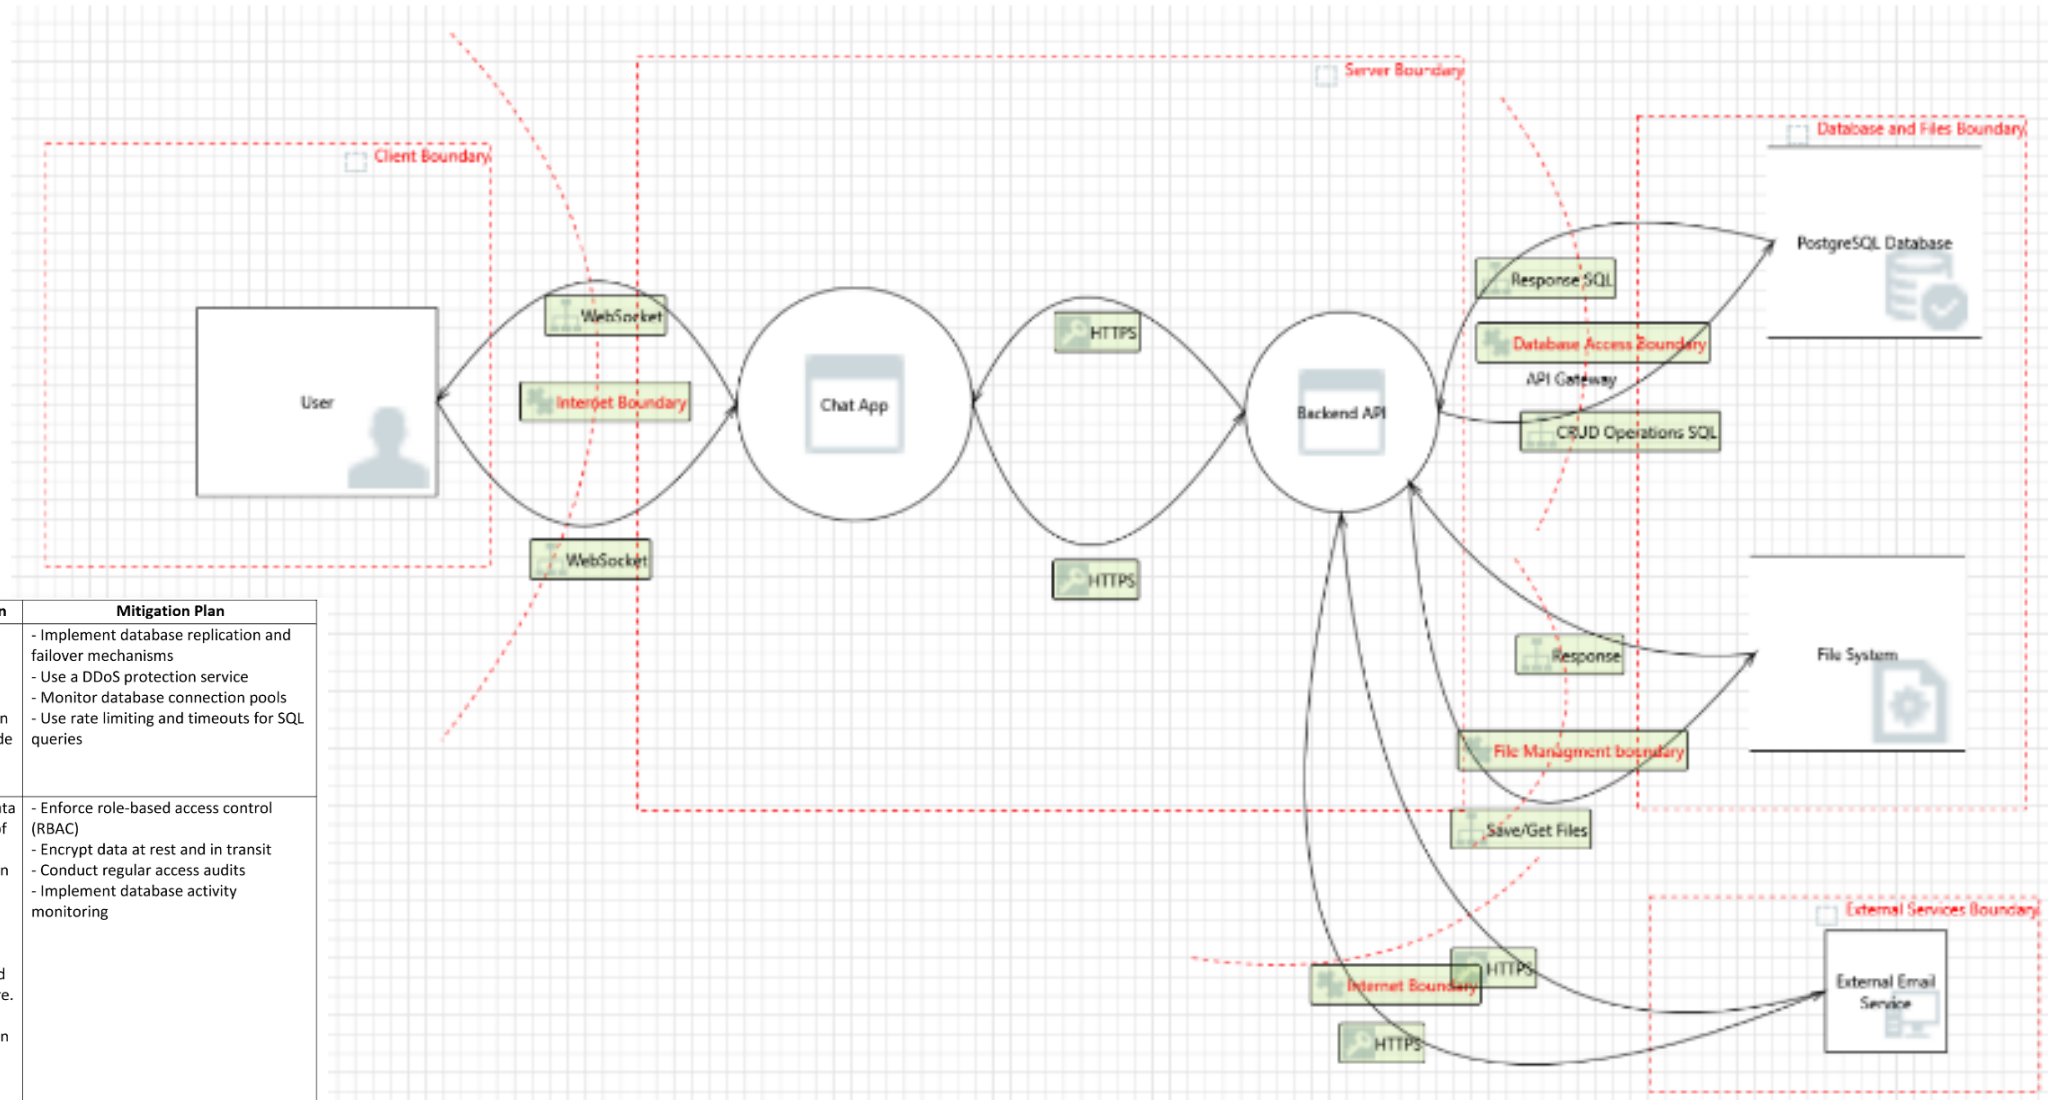 Server Boundary
Database and Files Boundary
Client Boundary
PostgreSQL Database
Response SQL
WebSocket
HTTPS
Database Access Boundary
API Gateway
User
Internet Boundary
Chat App
Backend API
CRUD Operations SQL
WebSocket
HTTPS
Response
File System
File Managment boundary
Save/Get Files
External Services Boundary
HTTPS
Internet Boundary
External Email
Service
HTTPS
n
Mitigation Plan
- Implement database replication and
failover mechanisms
- Use a DDoS protection service
- Monitor database connection pools
n
- Use rate limiting and timeouts for SQL
de
queries
ta
- Enforce role-based access control
of
(RBAC)
- Encrypt data at rest and in transit
n
- Conduct regular access audits
- Implement database activity
monitoring
d
e.
n